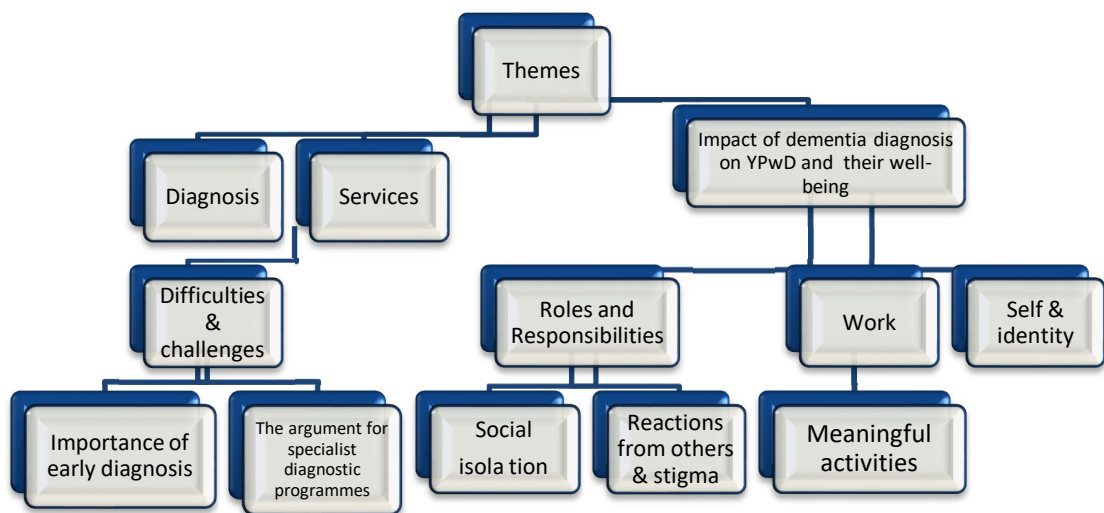 Themes
Impact of dementia diagnosis
on YPwD and their well-
being
Diagnosis
Services
Difficulties
&
challenges
Roles and
Responsibilities
Work
Self &
identity
Importance of
early diagnosis
The argument for
specialist
diagnostic
programmes
Social
isola tion
Reactions
from others
& stigma
Meaningful
activities